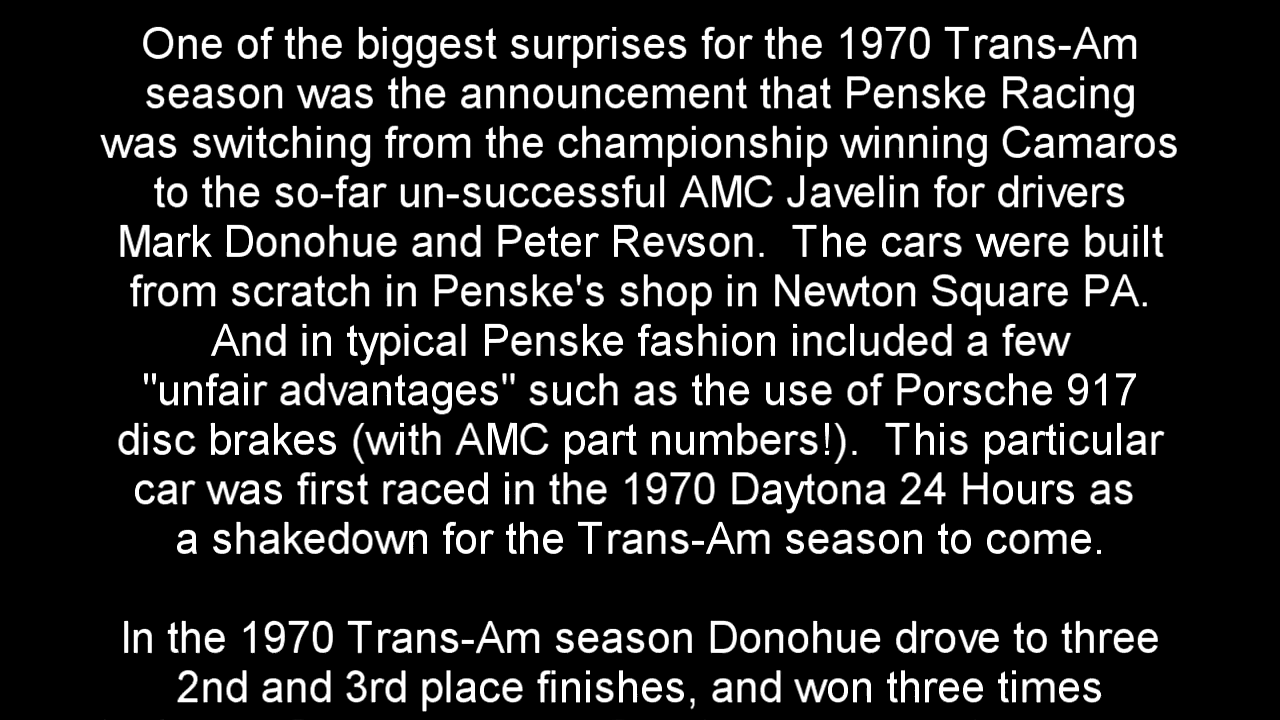 One of the biggest surprises for the 1970 Trans-Am
season was the announcement that Penske Racing
was switching from the championship winning Camaros
to the so-far un-successful AMC Javelin for drivers
Mark Donohue and Peter Revson.  The cars were built
from scratch in Penske's shop in Newton Square PA.
And in typical Penske fashion included a few
"unfair advantages" such as the use of Porsche 917
disc brakes (with AMC part numbers!).  This particular
car was first raced in the 1970 Daytona 24 Hours as
a shakedown for the Trans-Am season to come.
In the 1970 Trans-Am season Donohue drove to three
2nd and 3rd place finishes, and won three times